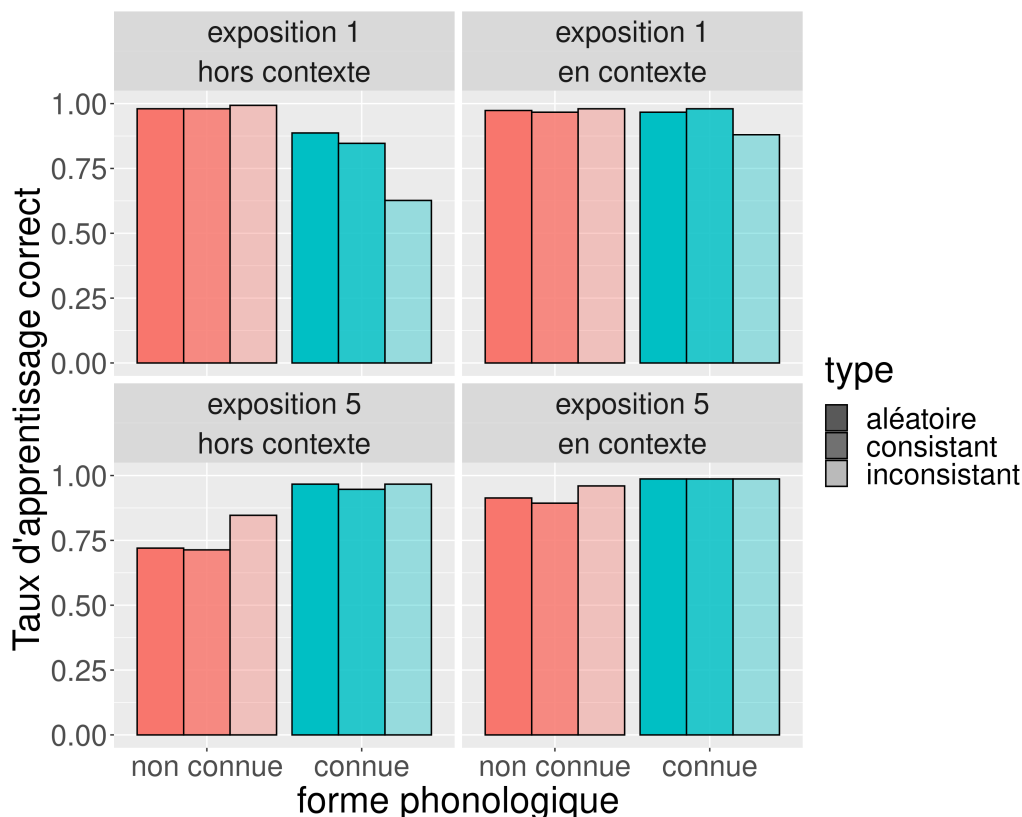 exposition 1
hors contexte
exposition 1
en contexte
1.00
0.75
0.50
0.25
0.00
exposition 5
hors contexte
exposition 5
en contexte
1.00
0.75
0.50
0.25
0.00
non connue
connue
non connue
connue
forme phonologique
Taux d'apprentissage correct
type
aléatoire
consistant
inconsistant